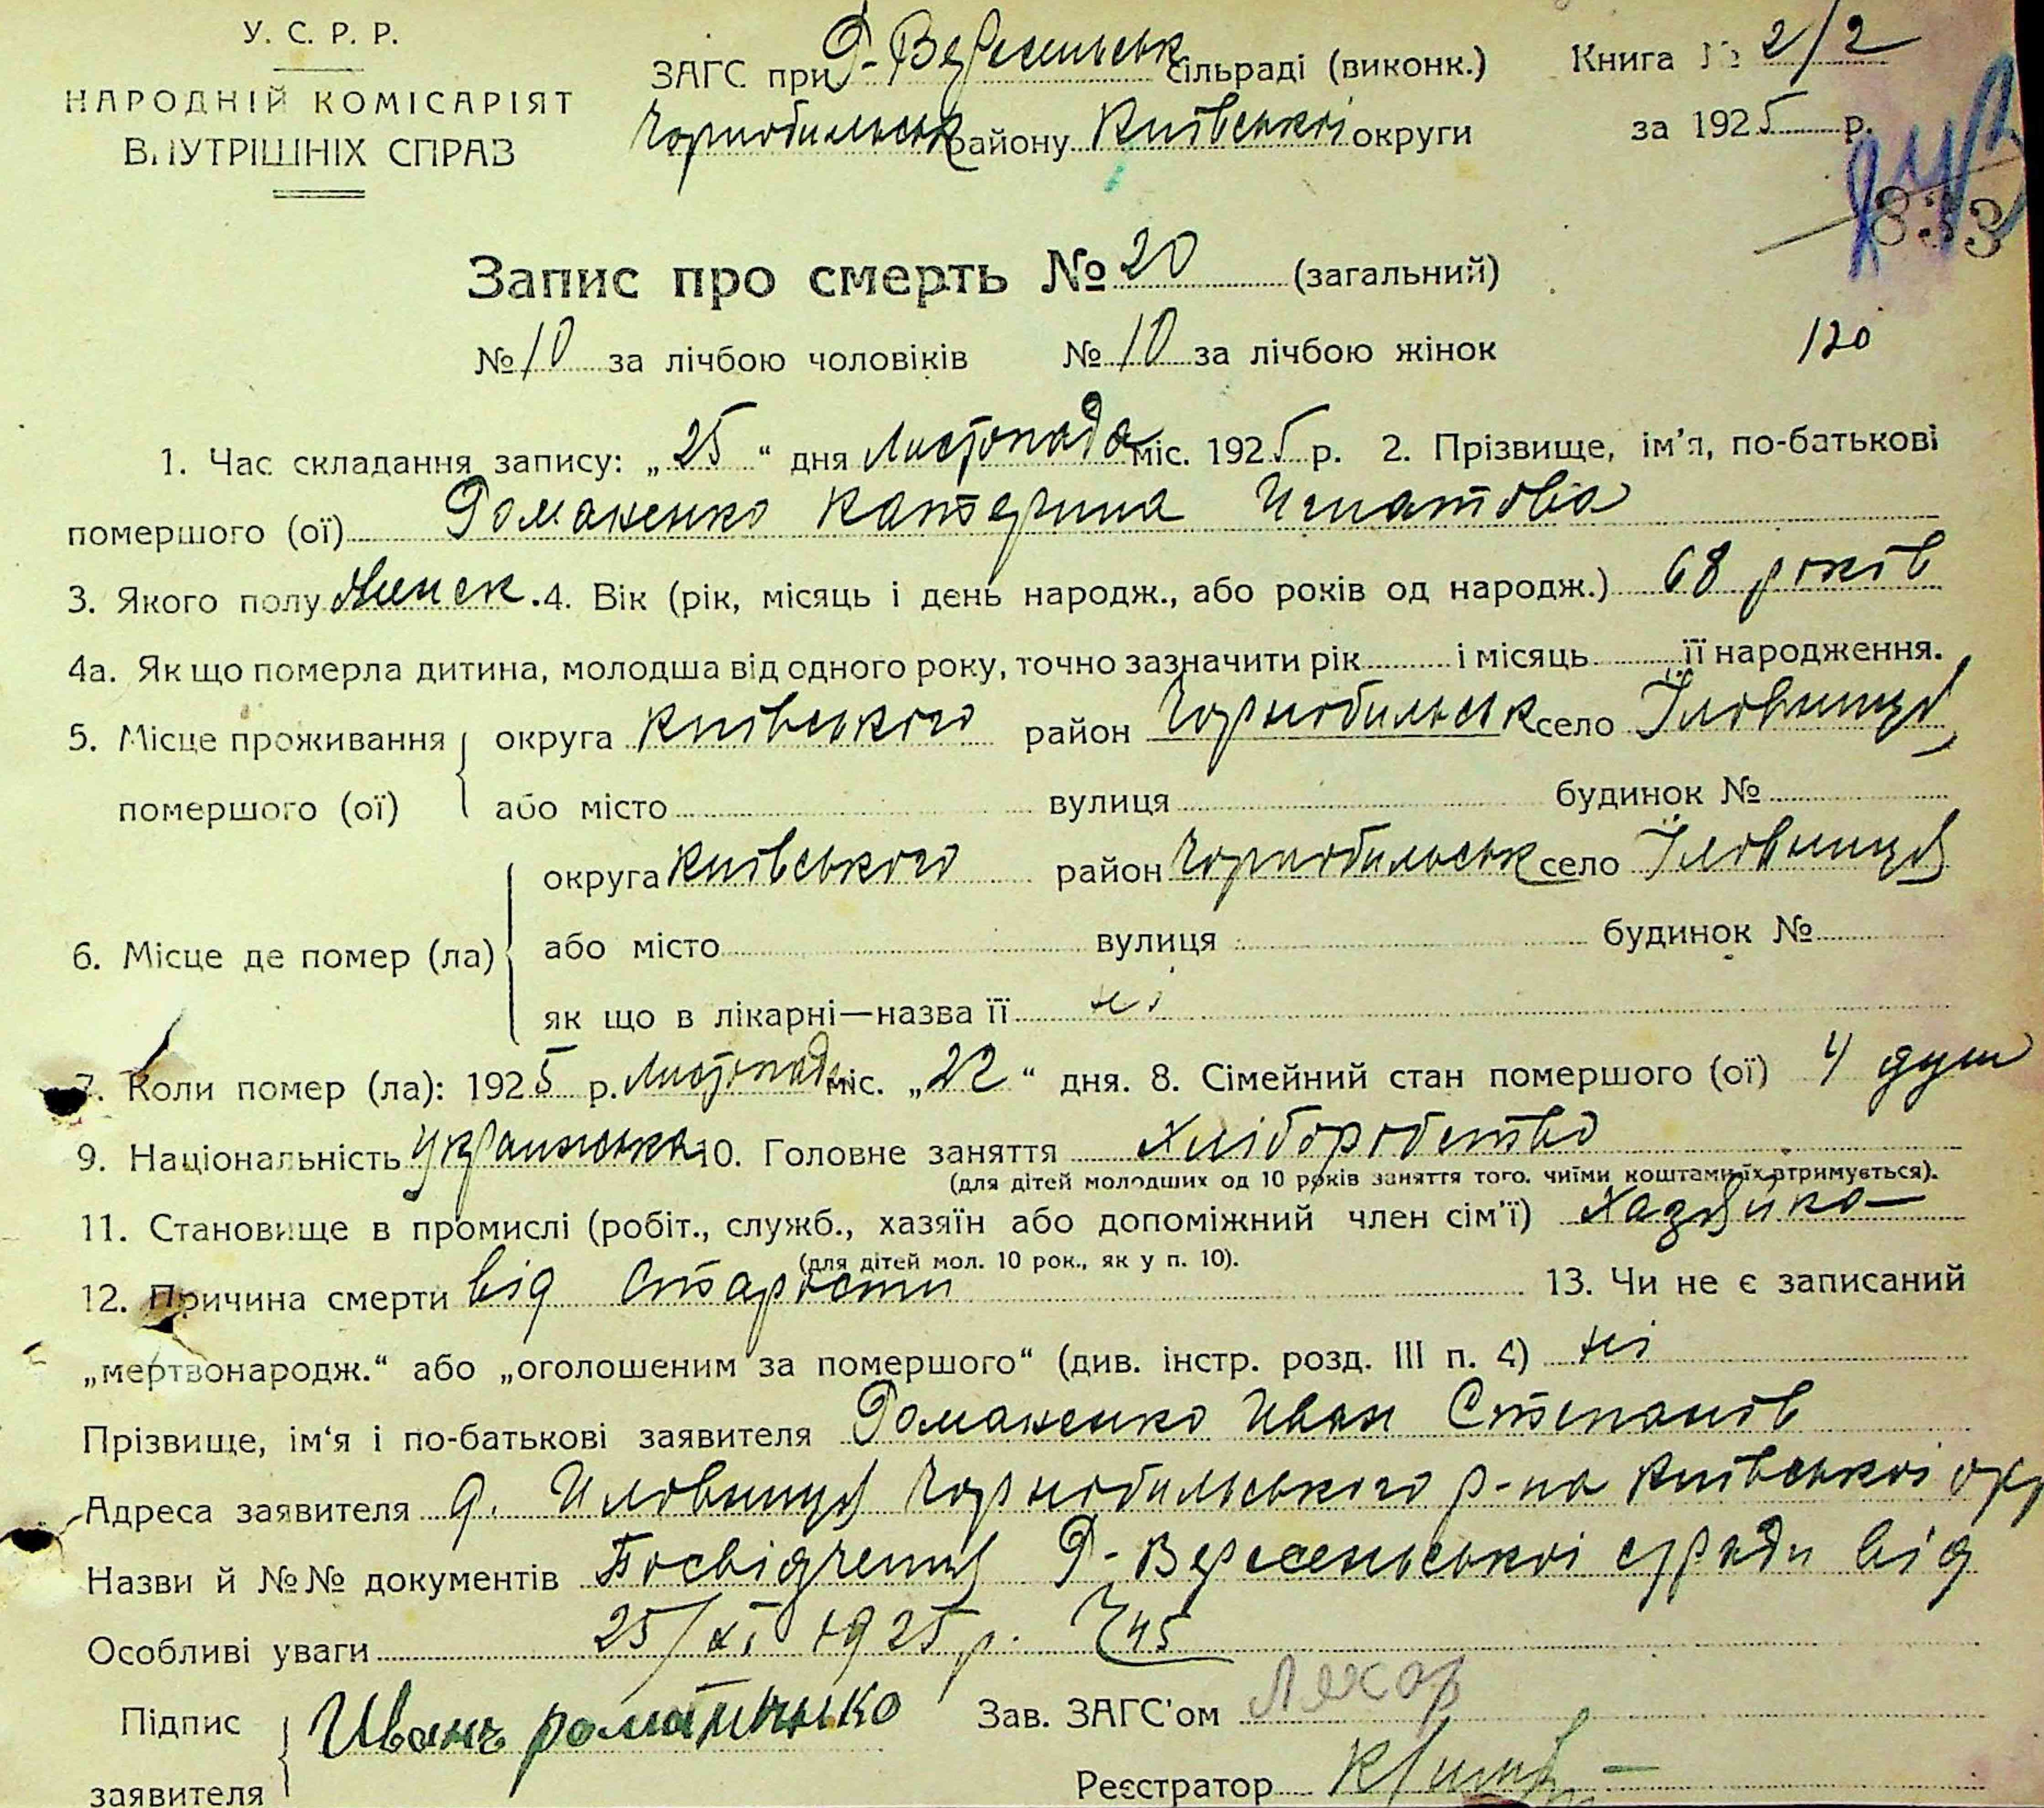 У. С. Р. Р.
НАРОДНІЙ КОМІСАРІЯТ
ВНУТРІШНІХ СПРАВ
ЗАГС при Р-Вересенськ сільраді (виконк.)
Чорнобильськ району Київської округи
Книга № 2/2
за 1925 р.
833
Запис про смерть № 20 (загальний)
№ 10 за лічбою чоловіків № 10 за лічбою жінок
120
1. Час складання запису: „25“ дня Листопада міс. 1925 р. 2. Прізвище, ім'я, по-батькові
помершого (ої) Романенко Катерина Игнатовіа
3. Якого полу Женск. 4. Вік (рік, місяць і день народж., або років од народж.) 68 років
4а. Як що померла дитина, молодша від одного року, точно зазначити рік і місяць її народження.
5. Місце проживання помершого (ої) округа Київського район Чорнобильськ село Іловниця
або місто вулиця будинок №
6. Місце де помер (ла) округа Київського район Чорнобильськ село Іловниця
або місто вулиця будинок №
як що в лікарні—назва її ні
7. Коли помер (ла): 1925 р. Листопада міс. „22“ дня. 8. Сімейний стан помершого (ої) 4 душ
9. Національність Украинська 10. Головне заняття Хліборобство
(для дітей молодших од 10 років заняття того, чиїми коштами їх втримується).
11. Становище в промислі (робіт., служб., хазяїн або допоміжний член сім'ї) Хазяйка
(для дітей мол. 10 рок., як у п. 10).
12. Причина смерти від старости 13. Чи не є записаний
„мертвонародж.“ або „оголошеним за помершого“ (див. інстр. розд. III п. 4) ні
Прізвище, ім'я і по-батькові заявителя Романенко Иван Степанов
Адреса заявителя д. Иловниця Чорнобильського р-на Київської окр
Назви й №№ документів Посвідчення Р-Вересенської с/ради від
Особливі уваги 25/XI 1925 р. 745
Підпис заявителя Иванъ романенько Зав. ЗАГС'ом
Реєстратор